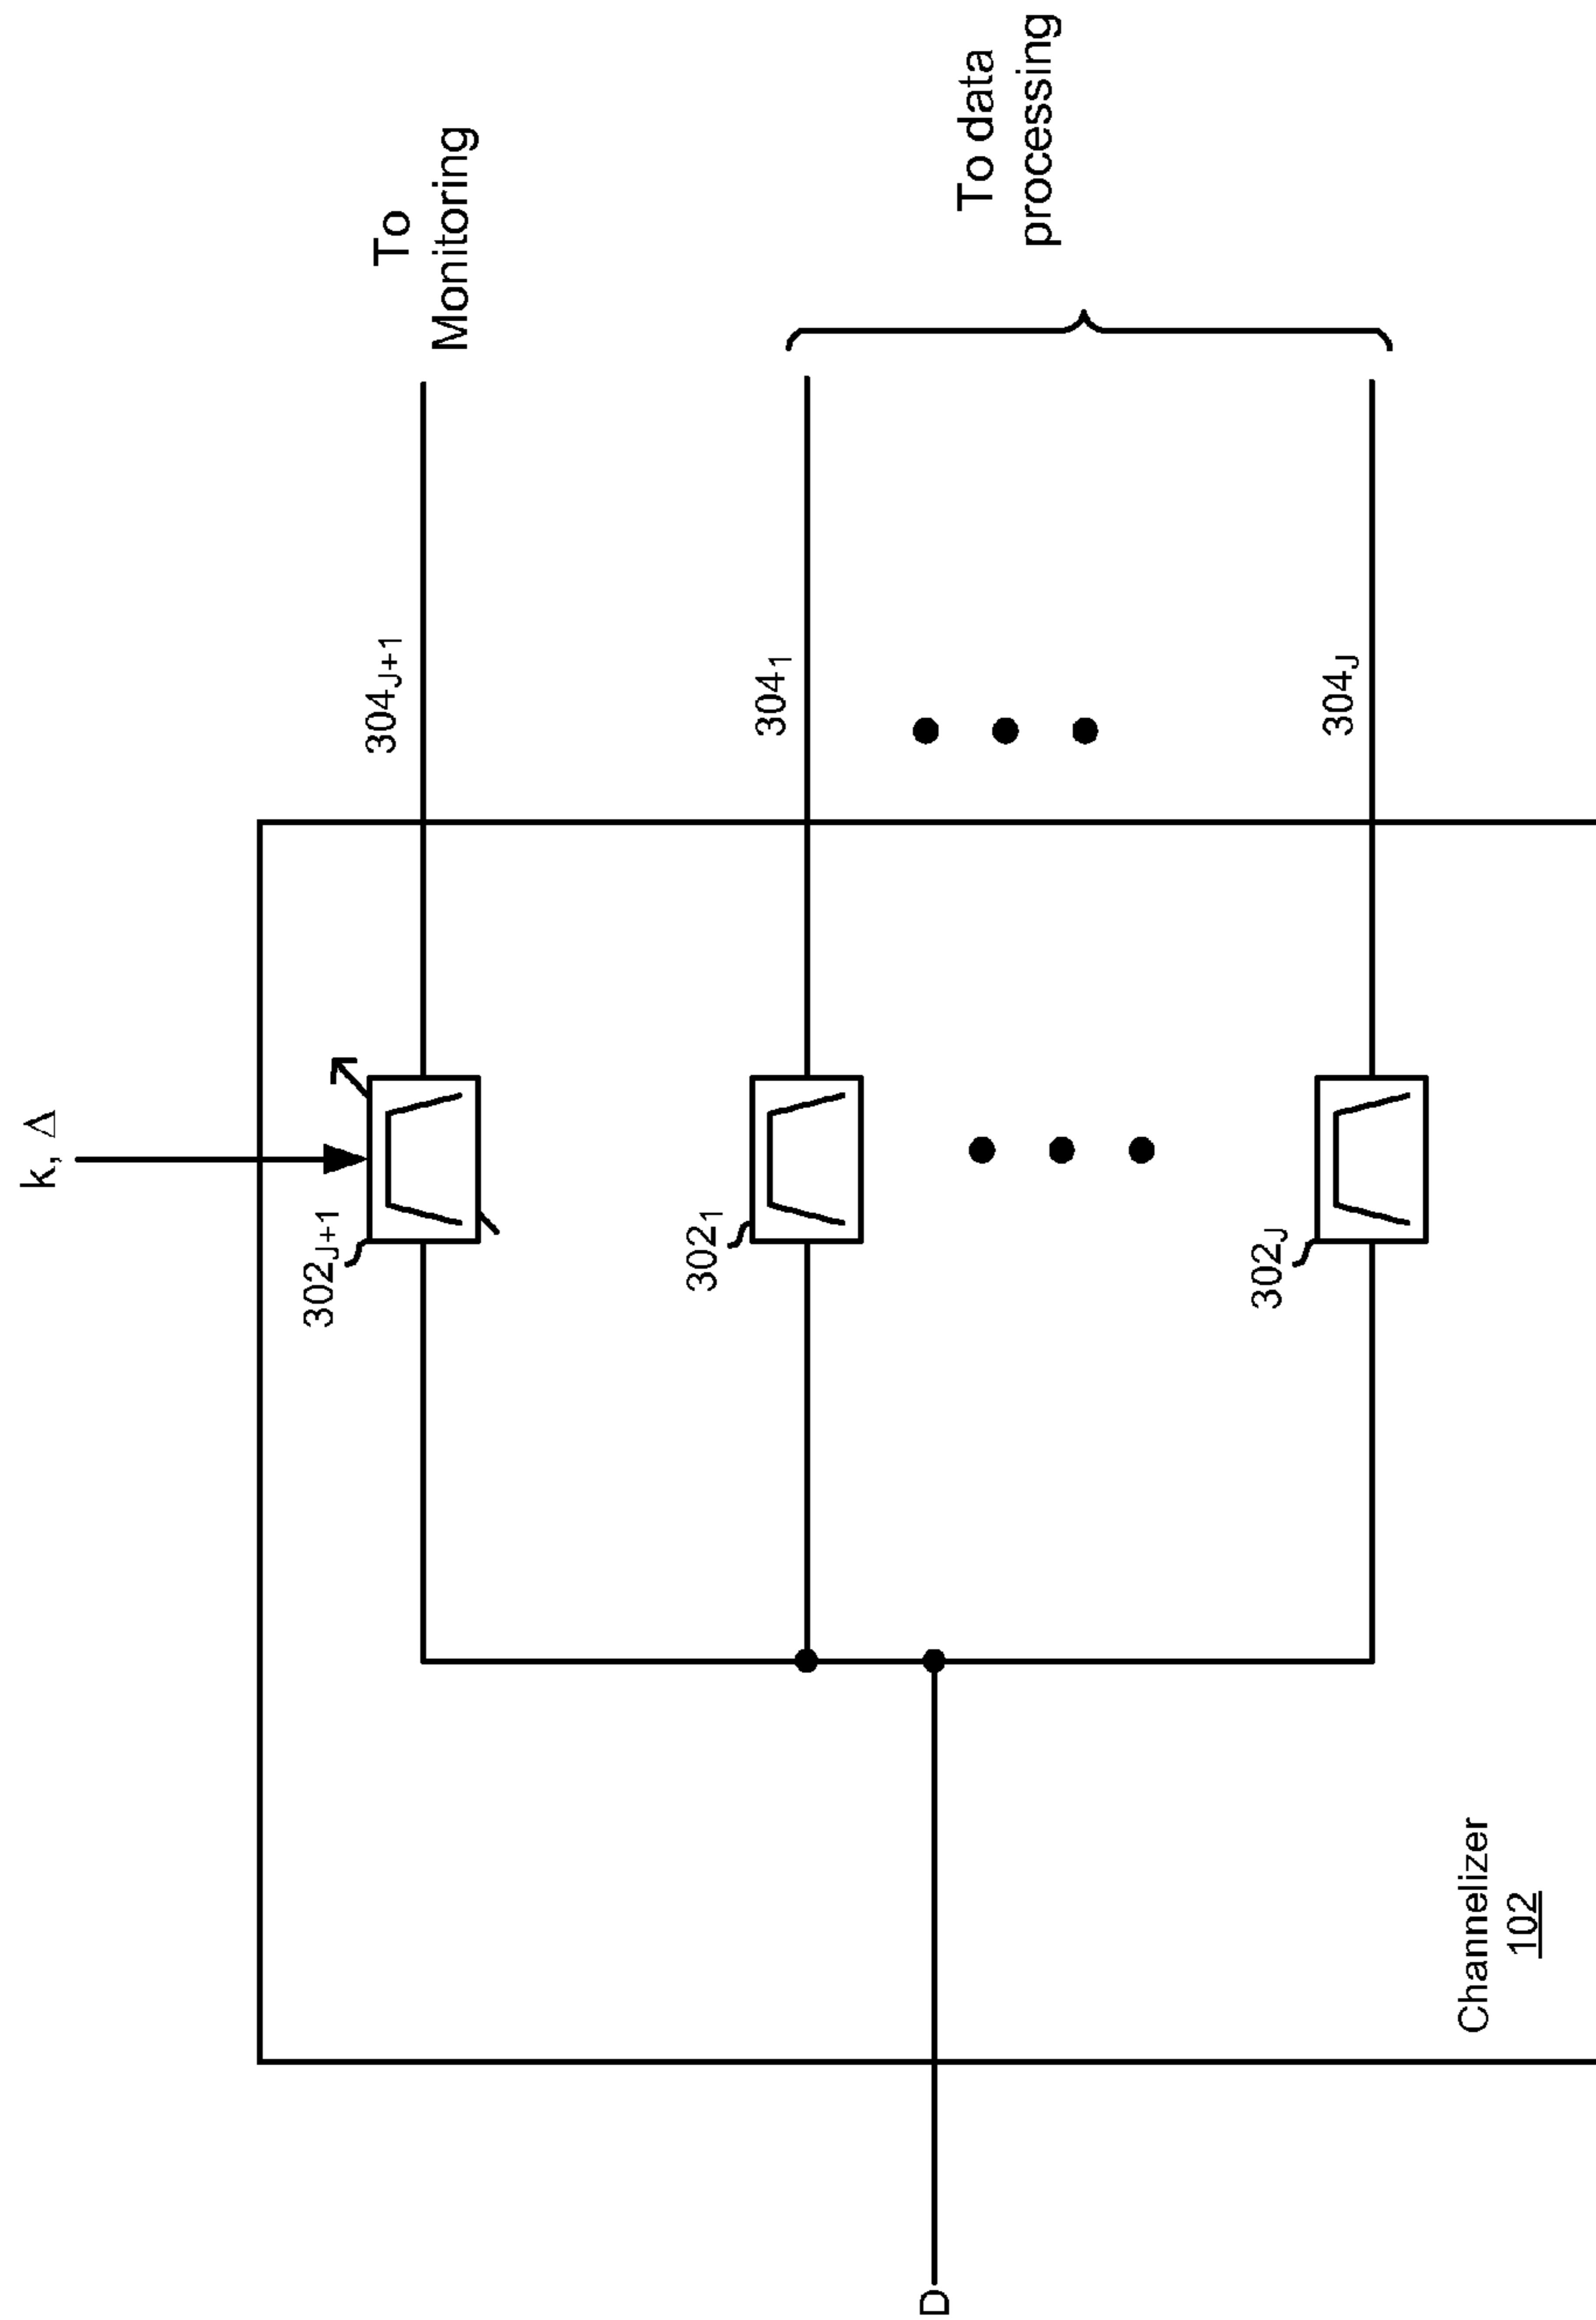 k, Δ
To
Monitoring
304J+1
302J+1
304₁
302₁
To data
processing
304J
302J
D
Channelizer
102